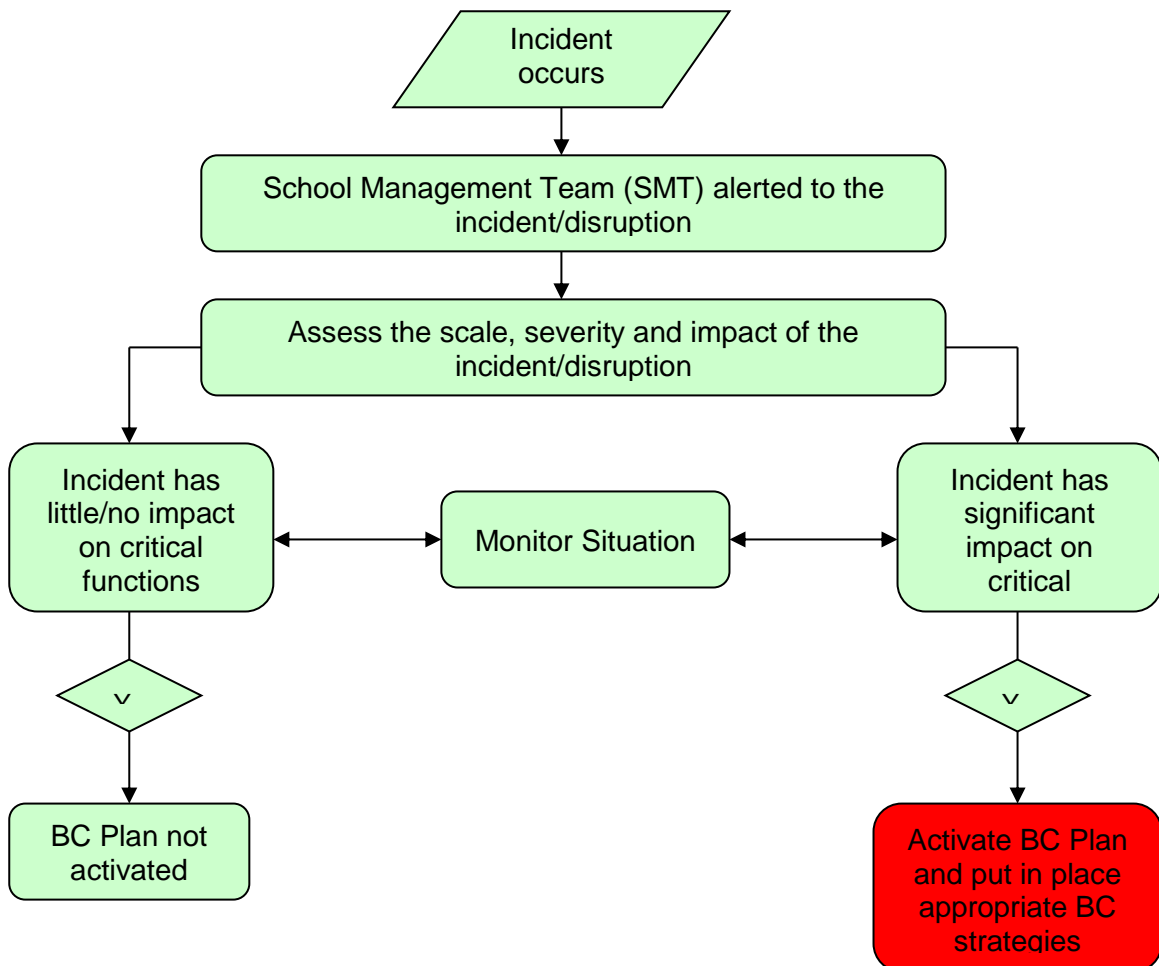 Incident
occurs
School Management Team (SMT) alerted to the
incident/disruption
Assess the scale, severity and impact of the
incident/disruption
Incident has
little/no impact
on critical
functions
Monitor Situation
Incident has
significant
impact on
critical
BC Plan not
activated
Activate BC Plan
and put in place
appropriate BC
strategies